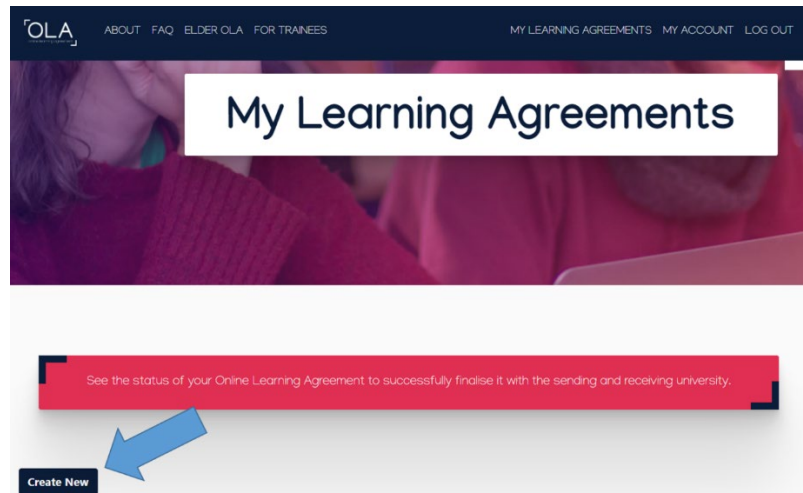 OLA
ABOUT FAQ ELDER OLA FOR TRAINEES MY LEARNING AGREEMENTS MY ACCOUNT LOG OUT
My Learning Agreements
See the status of your Online Learning Agreement to successfully finalise it with the sending and receiving university.
Create New